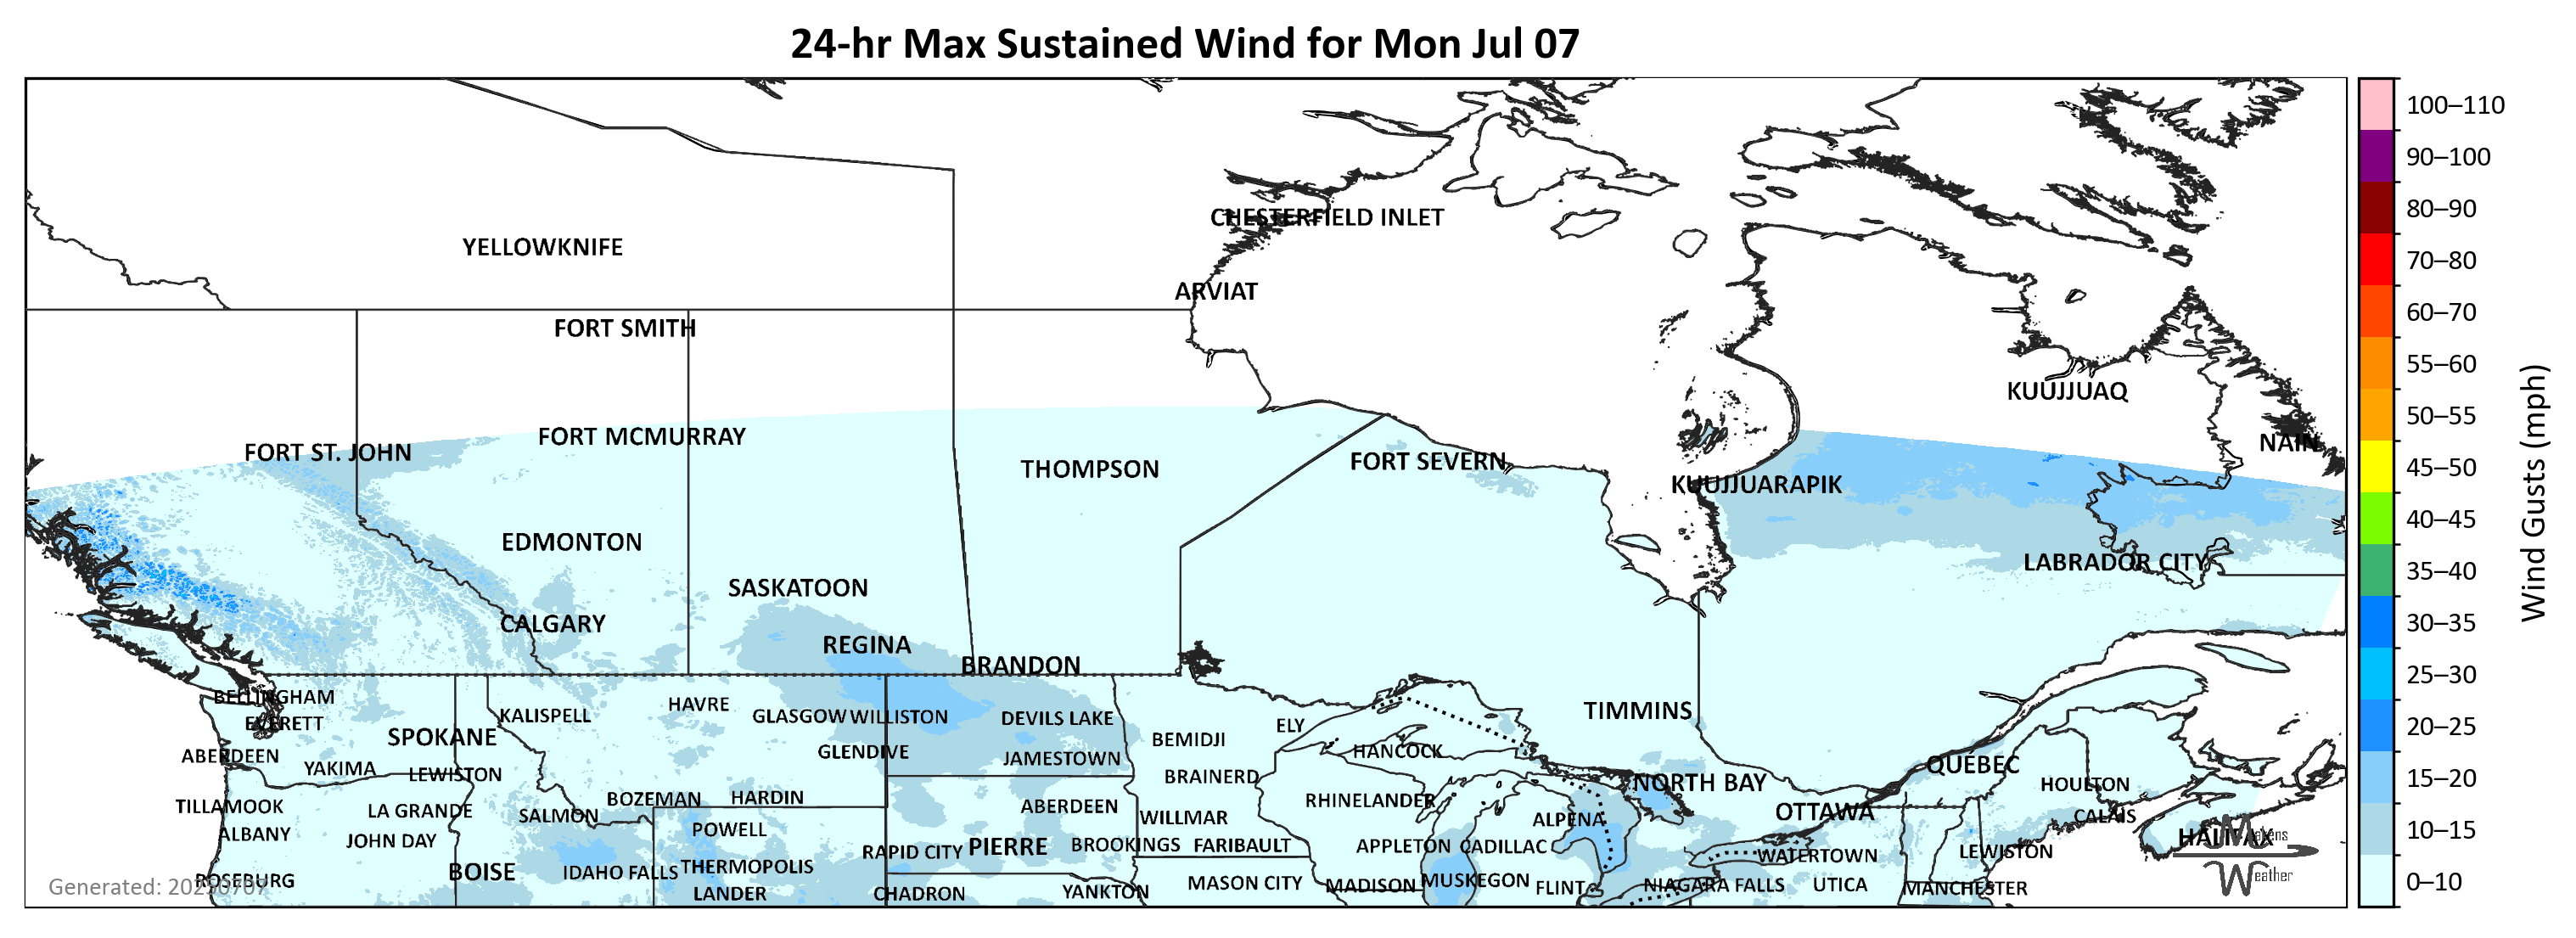 24-hr Max Sustained Wind for Mon Jul 07
100–110
90–100
80–90
70–80
60–70
55–60
50–55
45–50
40–45
35–40
30–35
25–30
20–25
15–20
10–15
0–10
Wind Gusts (mph)
CHESTERFIELD INLET
YELLOWKNIFE
ARVIAT
FORT SMITH
KUUJJUAQ
FORT MCMURRAY
NAIN
FORT ST. JOHN
FORT SEVERN
THOMPSON
KUUJJUARAPIK
EDMONTON
LABRADOR CITY
SASKATOON
CALGARY
REGINA
BRANDON
BELLINGHAM
HAVRE
TIMMINS
KALISPELL
GLASGOW
WILLISTON
DEVILS LAKE
EVERETT
ELY
SPOKANE
BEMIDJI
HANCOCK
GLENDIVE
ABERDEEN
JAMESTOWN
QUÉBEC
YAKIMA
LEWISTON
BRAINERD
NORTH BAY
HOULTON
BOZEMAN
HARDIN
RHINELANDER
TILLAMOOK
ABERDEEN
LA GRANDE
OTTAWA
SALMON
CALAIS
WILLMAR
ALPENA
POWELL
ALBANY
HALIFAX
JOHN DAY
BROOKINGS
FARIBAULT
APPLETON
CADILLAC
PIERRE
RAPID CITY
LEWISTON
WATERTOWN
THERMOPOLIS
BOISE
IDAHO FALLS
ROSEBURG
MUSKEGON
MASON CITY
MADISON
FLINT
NIAGARA FALLS
UTICA
MANCHESTER
YANKTON
LANDER
CHADRON
Generated: 20250707
Makens
Weather